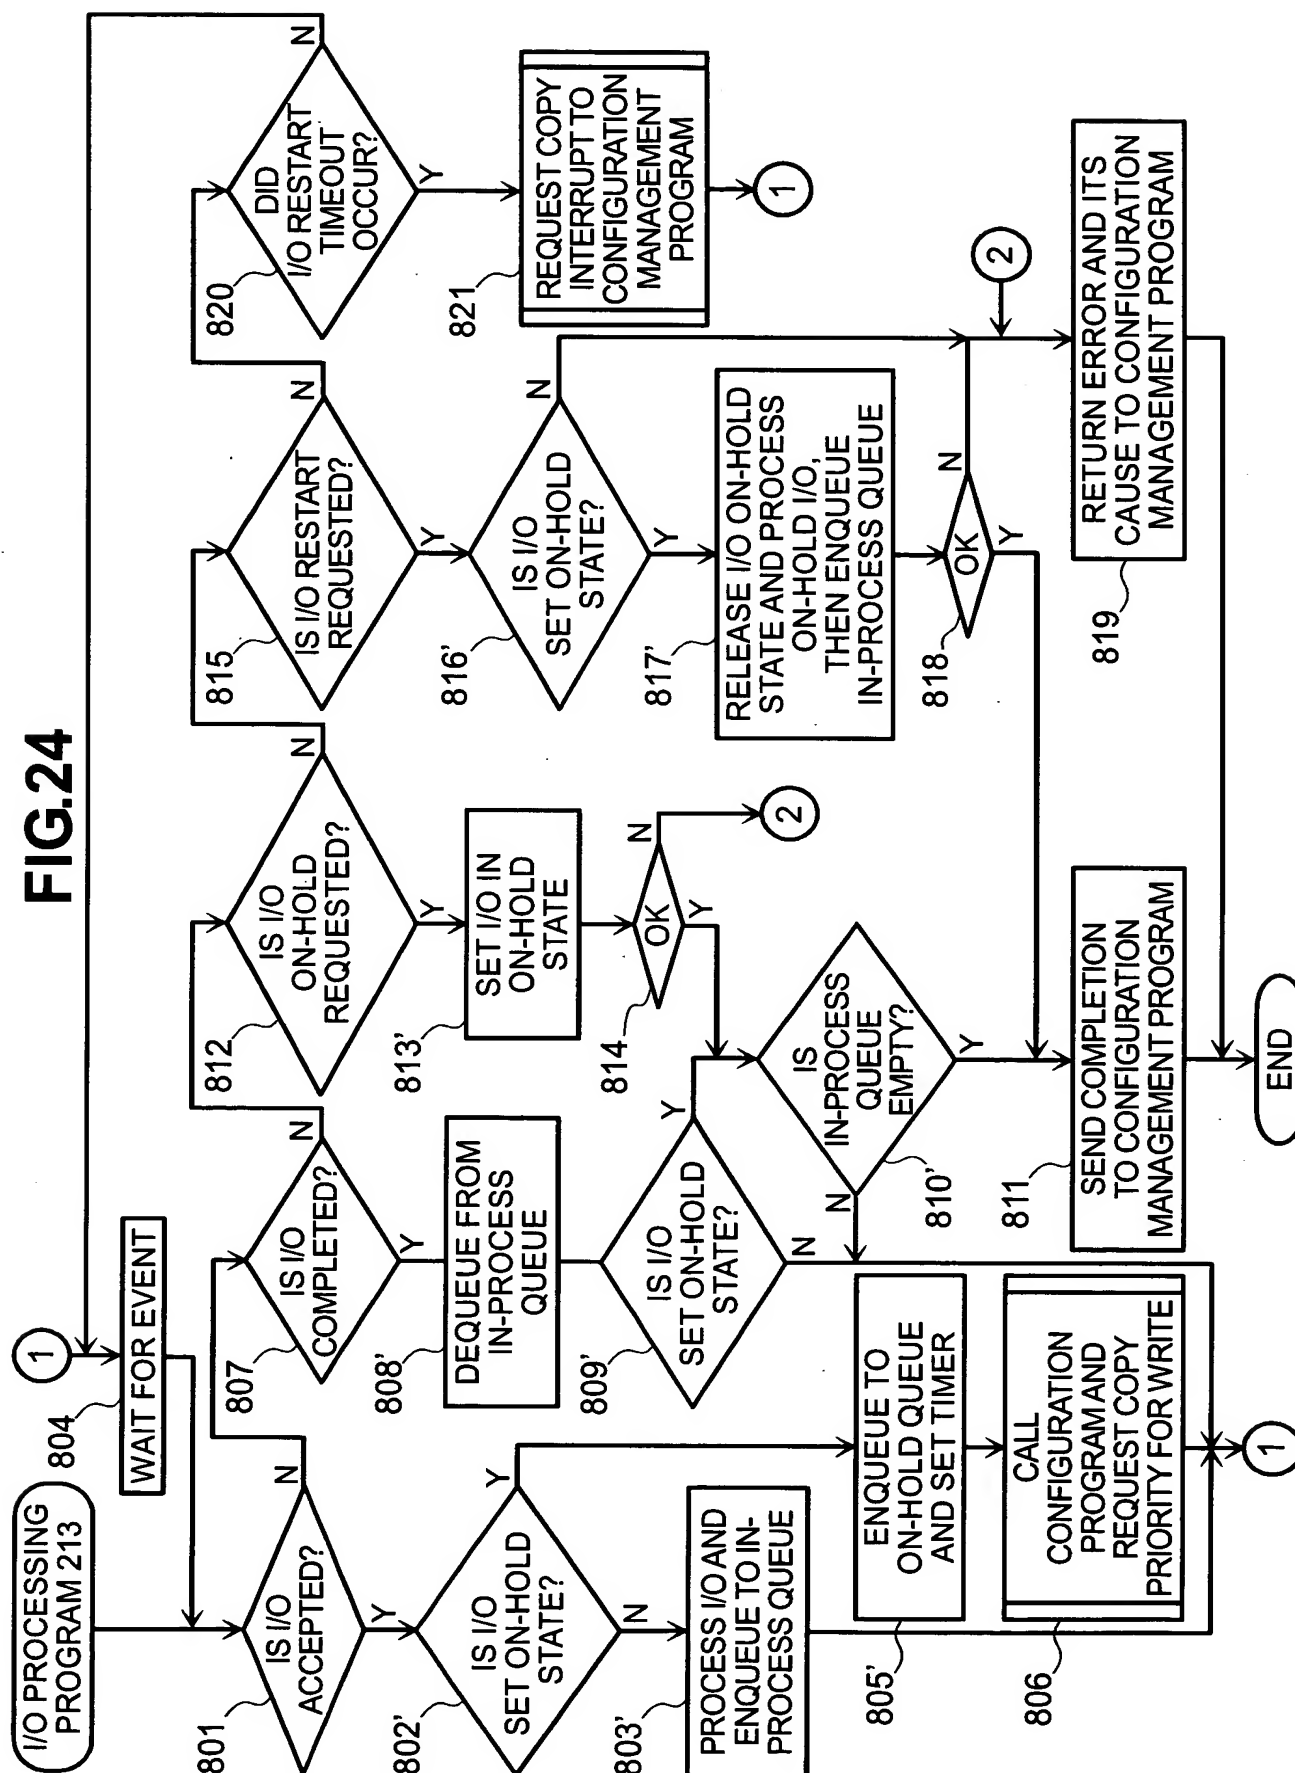 FIG.24
I/O PROCESSING
PROGRAM 213
1
804
WAIT FOR EVENT
801
IS I/O
ACCEPTED?
N
Y
802'
IS I/O
SET ON-HOLD
STATE?
Y
N
803'
PROCESS I/O AND
ENQUEUE TO IN-
PROCESS QUEUE
805'
ENQUEUE TO
ON-HOLD QUEUE
AND SET TIMER
806
CALL
CONFIGURATION
PROGRAM AND
REQUEST COPY
PRIORITY FOR WRITE
1
807
IS I/O
COMPLETED?
N
Y
808'
DEQUEUE FROM
IN-PROCESS
QUEUE
809'
IS I/O
SET ON-HOLD
STATE?
Y
N
810'
IS
IN-PROCESS
QUEUE
EMPTY?
N
Y
811
SEND COMPLETION
TO CONFIGURATION
MANAGEMENT PROGRAM
END
812
IS I/O
ON-HOLD
REQUESTED?
N
Y
813'
SET I/O IN
ON-HOLD
STATE
814
OK
N
Y
2
815
IS I/O RESTART
REQUESTED?
N
Y
816'
IS I/O
SET ON-HOLD
STATE?
N
Y
817'
RELEASE I/O ON-HOLD
STATE AND PROCESS
ON-HOLD I/O,
THEN ENQUEUE
IN-PROCESS QUEUE
818
OK
N
Y
2
819
RETURN ERROR AND ITS
CAUSE TO CONFIGURATION
MANAGEMENT PROGRAM
820
DID
I/O RESTART
TIMEOUT
OCCUR?
N
Y
821
REQUEST COPY
INTERRUPT TO
CONFIGURATION
MANAGEMENT
PROGRAM
1